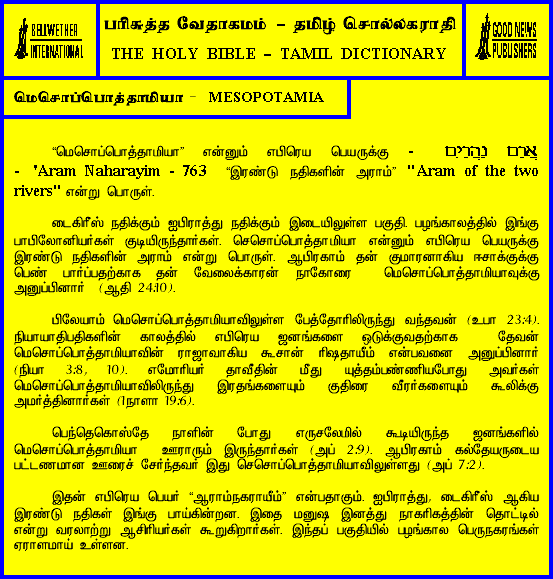 BELLWETHER
INTERNATIONAL
பரிசுத்த வேதாகமம் – தமிழ் சொல்லகராதி
THE HOLY BIBLE – TAMIL DICTIONARY
GOOD NEWS
PUBLISHERS
மெசொப்பொத்தாமியா – MESOPOTAMIA
“மெசொப்பொத்தாமியா” என்னும் எபிரெய பெயருக்கு - אֲרַם נַהֲרַיִם
- 'Aram Naharayim - 763 “இரண்டு நதிகளின் அராம்” "Aram of the two
rivers" என்று பொருள்.
டைகிரீஸ் நதிக்கும் ஐபிராத்து நதிக்கும் இடையிலுள்ள பகுதி. பழங்காலத்தில் இங்கு
பாபிலோனியர்கள் குடியிருந்தார்கள். செசொப்பொத்தாமியா என்னும் எபிரெய பெயருக்கு
இரண்டு நதிகளின் அராம் என்று பொருள். ஆபிரகாம் தன் குமாரனாகிய ஈசாக்குக்கு
பெண் பார்ப்பதற்காக தன் வேலைக்காரன் நாகோரை மெசொப்பொத்தாமியாவுக்கு
அனுப்பினார் (ஆதி 24:10).
பிலேயாம் மெசொப்பொத்தாமியாவிலுள்ள பேத்தோரிலிருந்து வந்தவன் (உபா 23:4).
நியாயாதிபதிகளின் காலத்தில் எபிரெய ஜனங்களை ஒடுக்குவதற்காக தேவன்
மெசொப்பொத்தாமியாவின் ராஜாவாகிய கூசான் ரிஷதாயீம் என்பவனை அனுப்பினார்
(நியா 3:8, 10). எமோரியர் தாவீதின் மீது யுத்தம்பண்ணியபோது அவர்கள்
மெசொப்பொத்தாமியாவிலிருந்து இரதங்களையும் குதிரை வீரர்களையும் கூலிக்கு
அமர்த்தினார்கள் (1நாளா 19:6).
பெந்தெகொஸ்தே நாளின் போது எருசலேமில் கூடியிருந்த ஜனங்களில்
மெசொப்பொத்தாமியா ஊராரும் இருந்தார்கள் (அப் 2:9). ஆபிரகாம் கல்தேயருடைய
பட்டணமான ஊரைச் சேர்ந்தவர் இது செசொப்பொத்தாமியாவிலுள்ளது (அப் 7:2).
இதன் எபிரெய பெயர் “ஆராம்நகராயீம்” என்பதாகும். ஐபிராத்து, டைகிரீஸ் ஆகிய
இரண்டு நதிகள் இங்கு பாய்கின்றன. இதை மனுஷ இனத்து நாகரிகத்தின் தொட்டில்
என்று வரலாற்று ஆசிரியர்கள் கூறுகிறார்கள். இந்தப் பகுதியில் பழங்கால பெருநகரங்கள்
ஏராளமாய் உள்ளன.